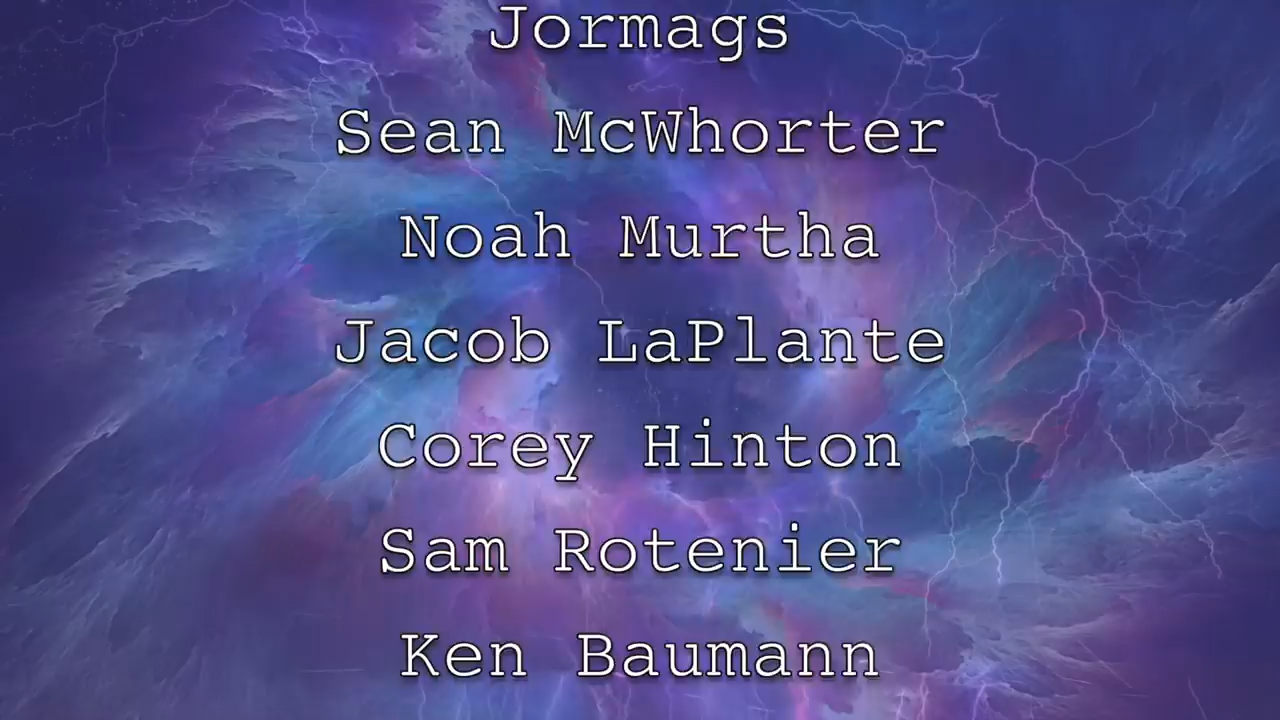 Jormags
Sean McWhorter
Noah Murtha
Jacob LaPlante
Corey Hinton
Sam Rotenier
Ken Baumann